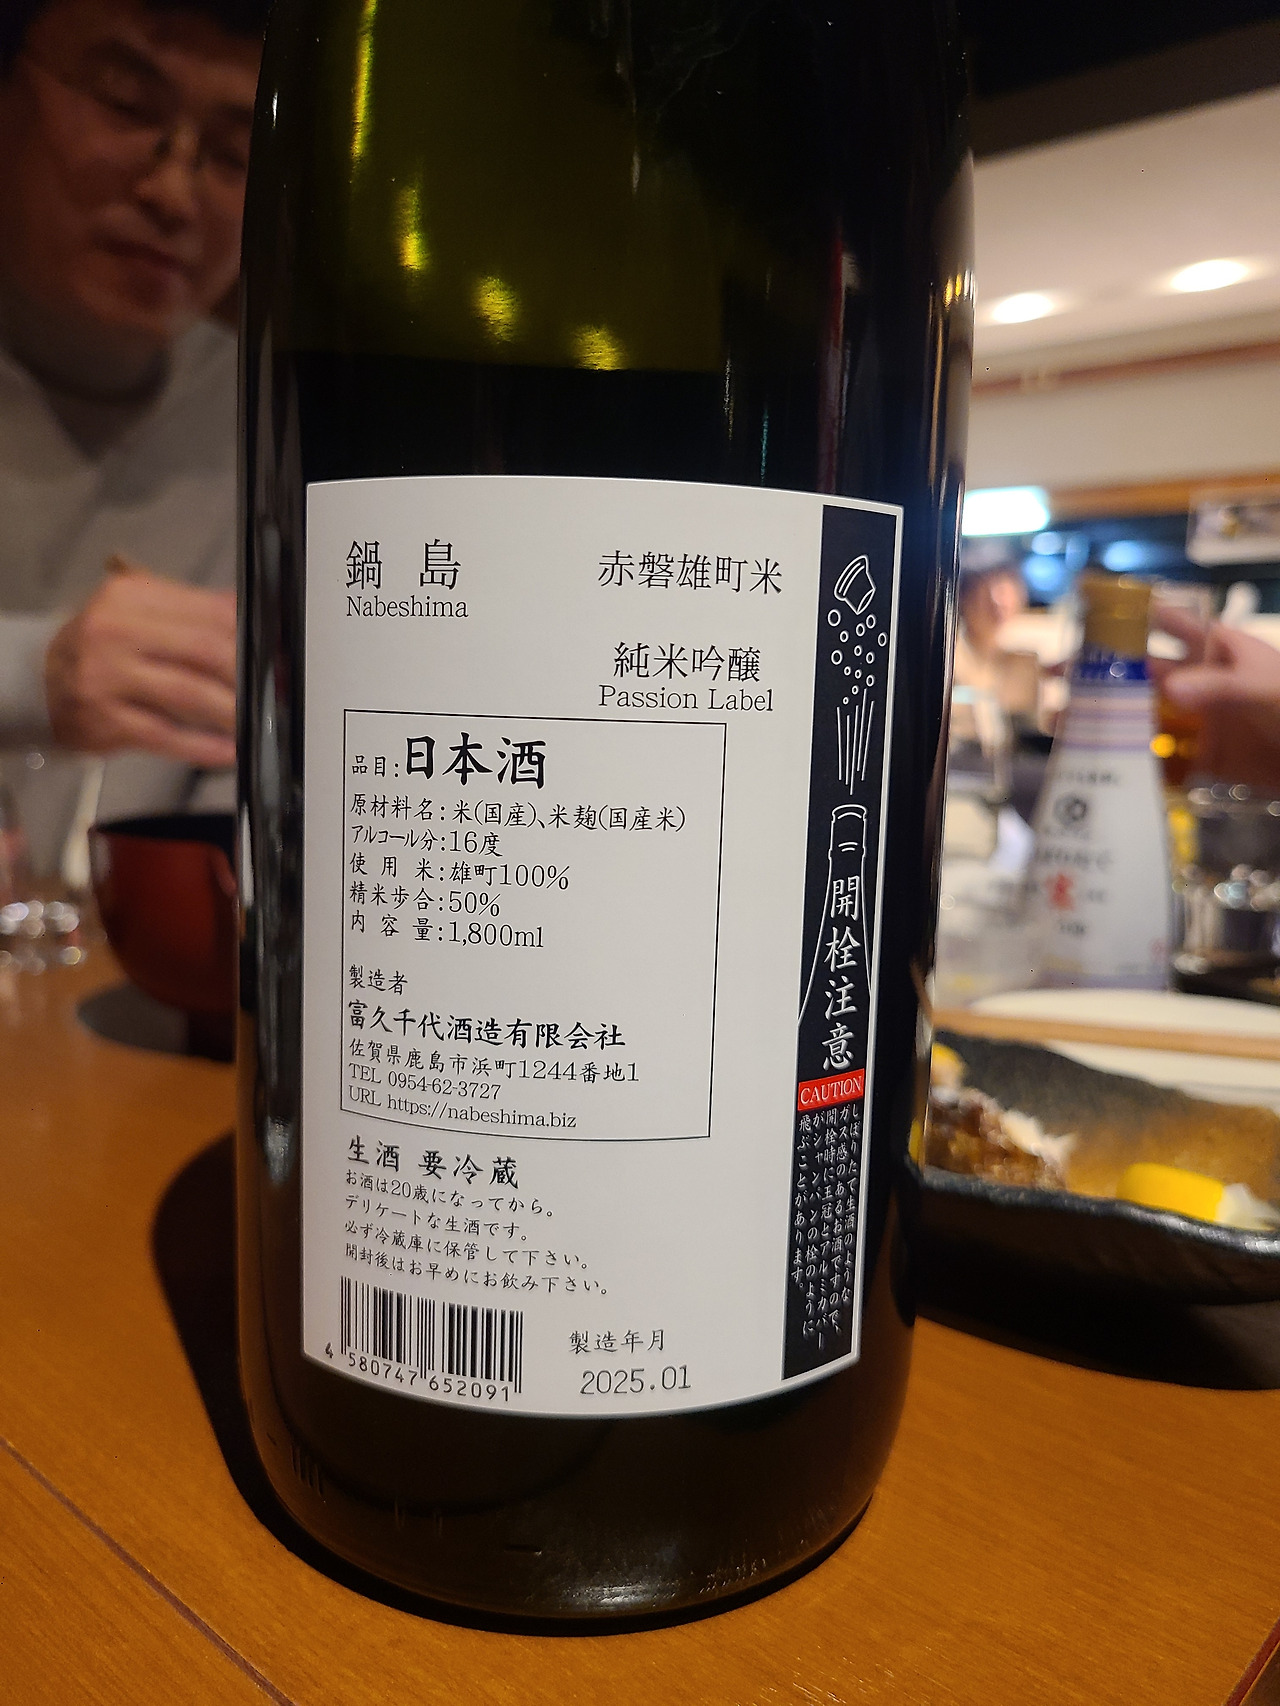 鍋島
Nabeshima
赤磐雄町米
純米吟醸
Passion Label
品目:日本酒
原材料名:米(国産)、米麹(国産米)
アルコール分:16度
使用米:雄町100%
精米歩合:50%
内容量:1,800ml
製造者
富久千代酒造有限会社
佐賀県鹿島市浜町1244番地1
TEL 0954-62-3727
URL https://nabeshima.biz
生酒 要冷蔵
お酒は20歳になってから。
デリケートな生酒です。
必ず冷蔵庫に保管して下さい。
開封後はお早めにお飲み下さい。
4 580747 652091
製造年月
2025.01
開栓注意
CAUTION
しぼりたて生酒のような
ガス感のあるお酒ですので、
開栓時に王冠とアルミカバー
がシャンパンの栓のように
飛ぶことがあります。